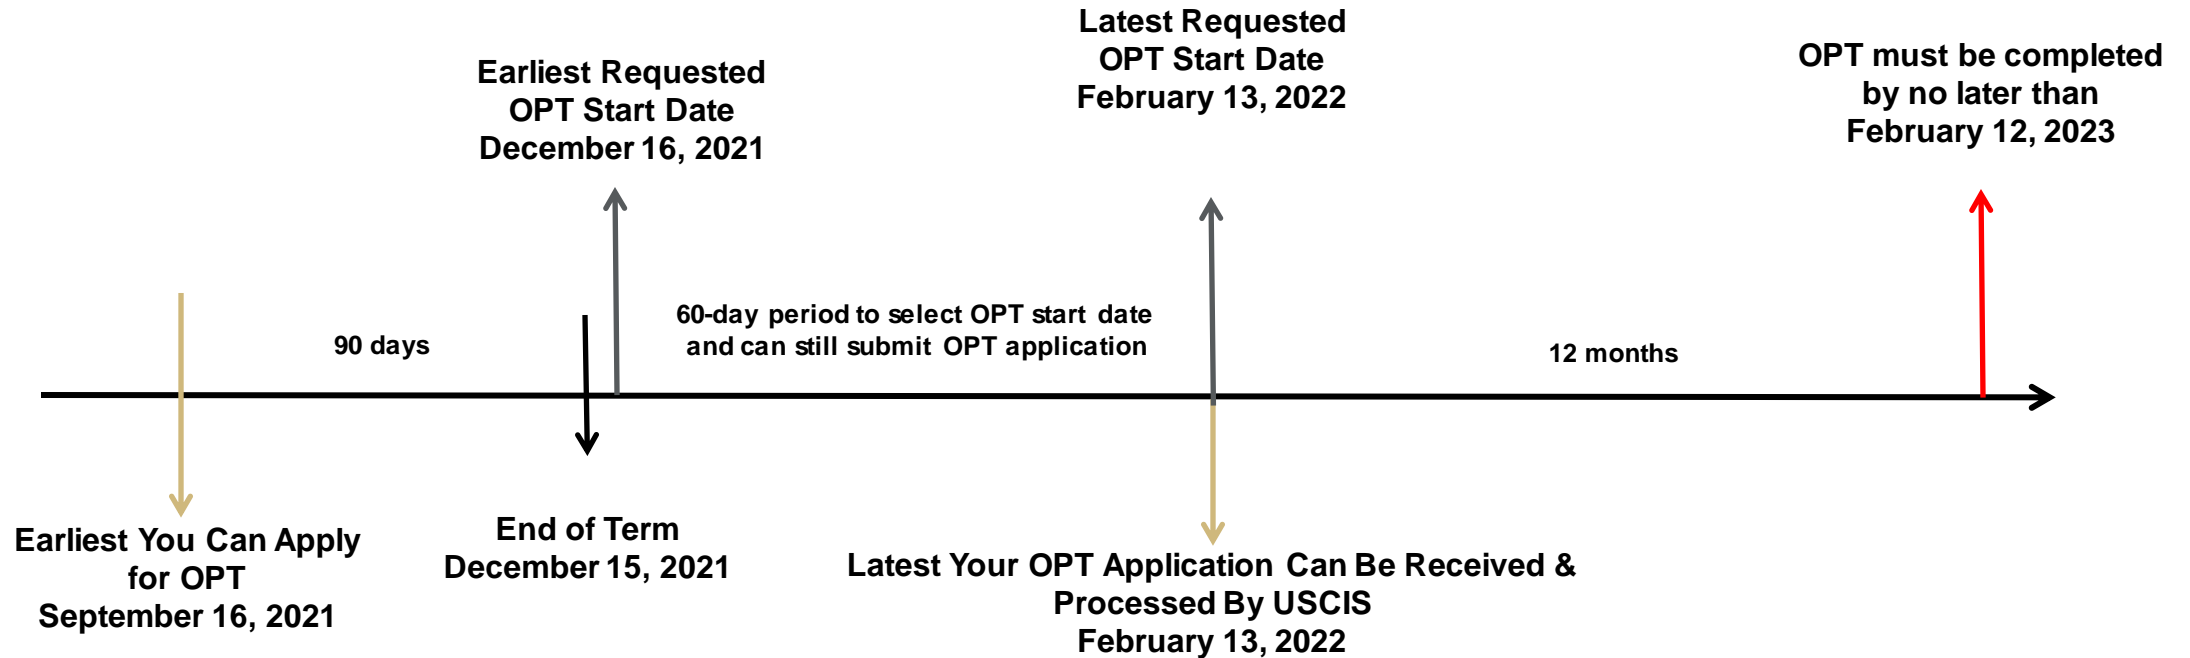 Latest Requested
OPT Start Date
February 13, 2022
Earliest Requested
OPT Start Date
December 16, 2021
OPT must be completed
by no later than
February 12, 2023
90 days
60-day period to select OPT start date
and can still submit OPT application
12 months
Earliest You Can Apply
for OPT
September 16, 2021
End of Term
December 15, 2021
Latest Your OPT Application Can Be Received &
Processed By USCIS
February 13, 2022